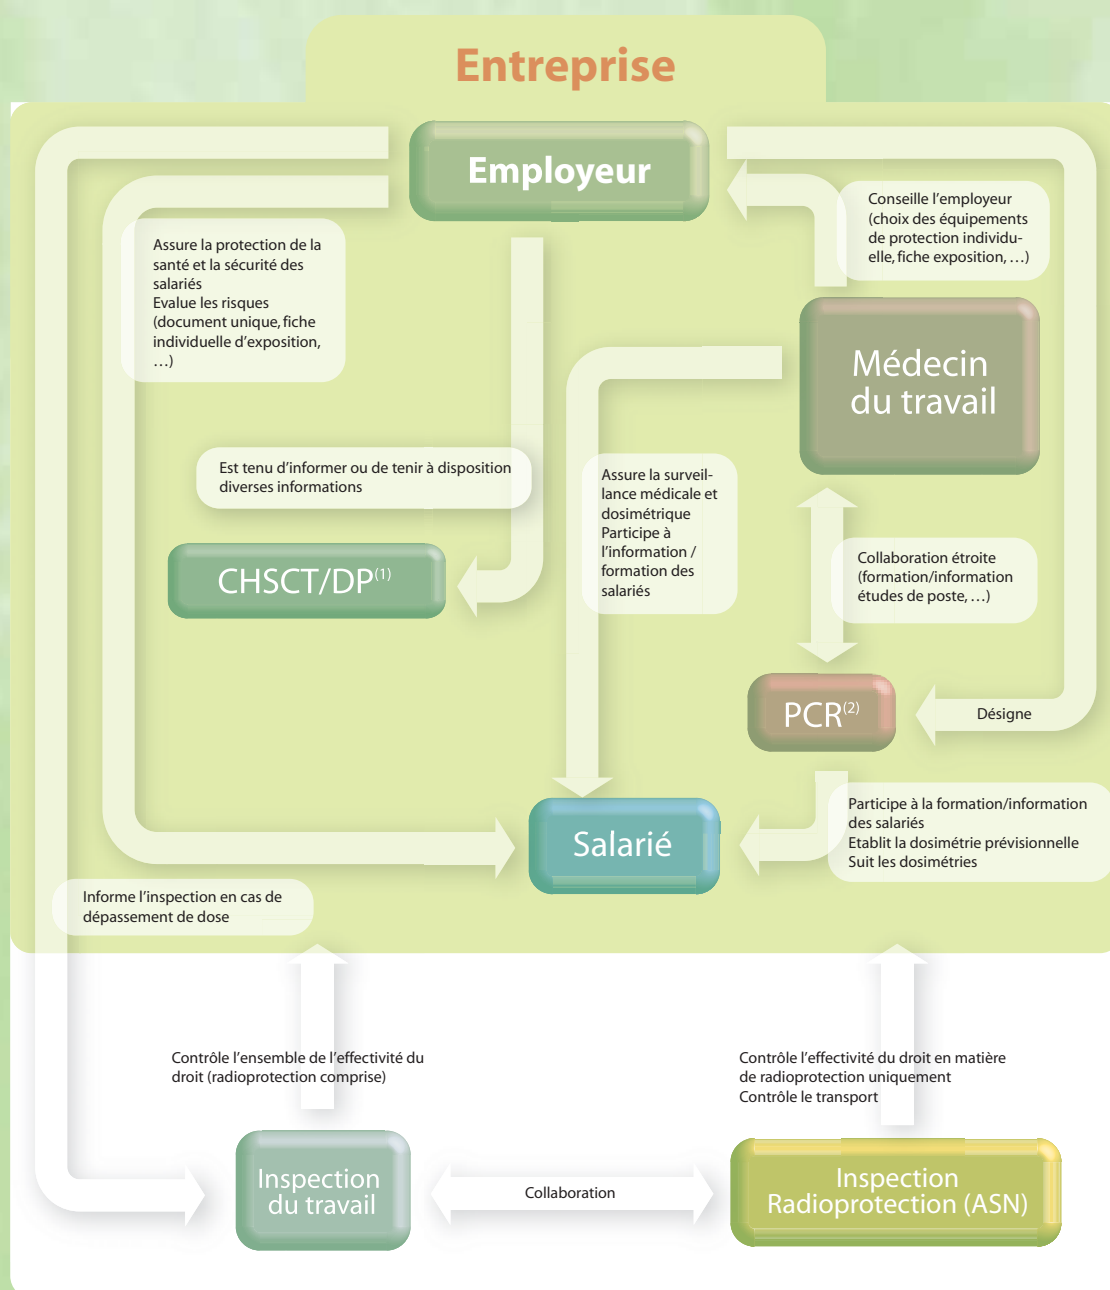 Entreprise
Employeur
Conseille l'employeur
(choix des équipements
de protection individu-
elle, fiche exposition, …)
Assure la protection de la
santé et la sécurité des
salariés
Evalue les risques
(document unique, fiche
individuelle d'exposition,
…)
Médecin
du travail
Est tenu d'informer ou de tenir à disposition
diverses informations
Assure la surveil-
lance médicale et
dosimétrique
Participe à
l'information /
formation des
salariés
CHSCT/DP(1)
Collaboration étroite
(formation/information
études de poste, …)
PCR(2)
Désigne
Salarié
Participe à la formation/information
des salariés
Etablit la dosimétrie prévisionnelle
Suit les dosimétries
Informe l'inspection en cas de
dépassement de dose
Contrôle l'ensemble de l'effectivité du
droit (radioprotection comprise)
Contrôle l'effectivité du droit en matière
de radioprotection uniquement
Contrôle le transport
Inspection
du travail
Collaboration
Inspection
Radioprotection (ASN)